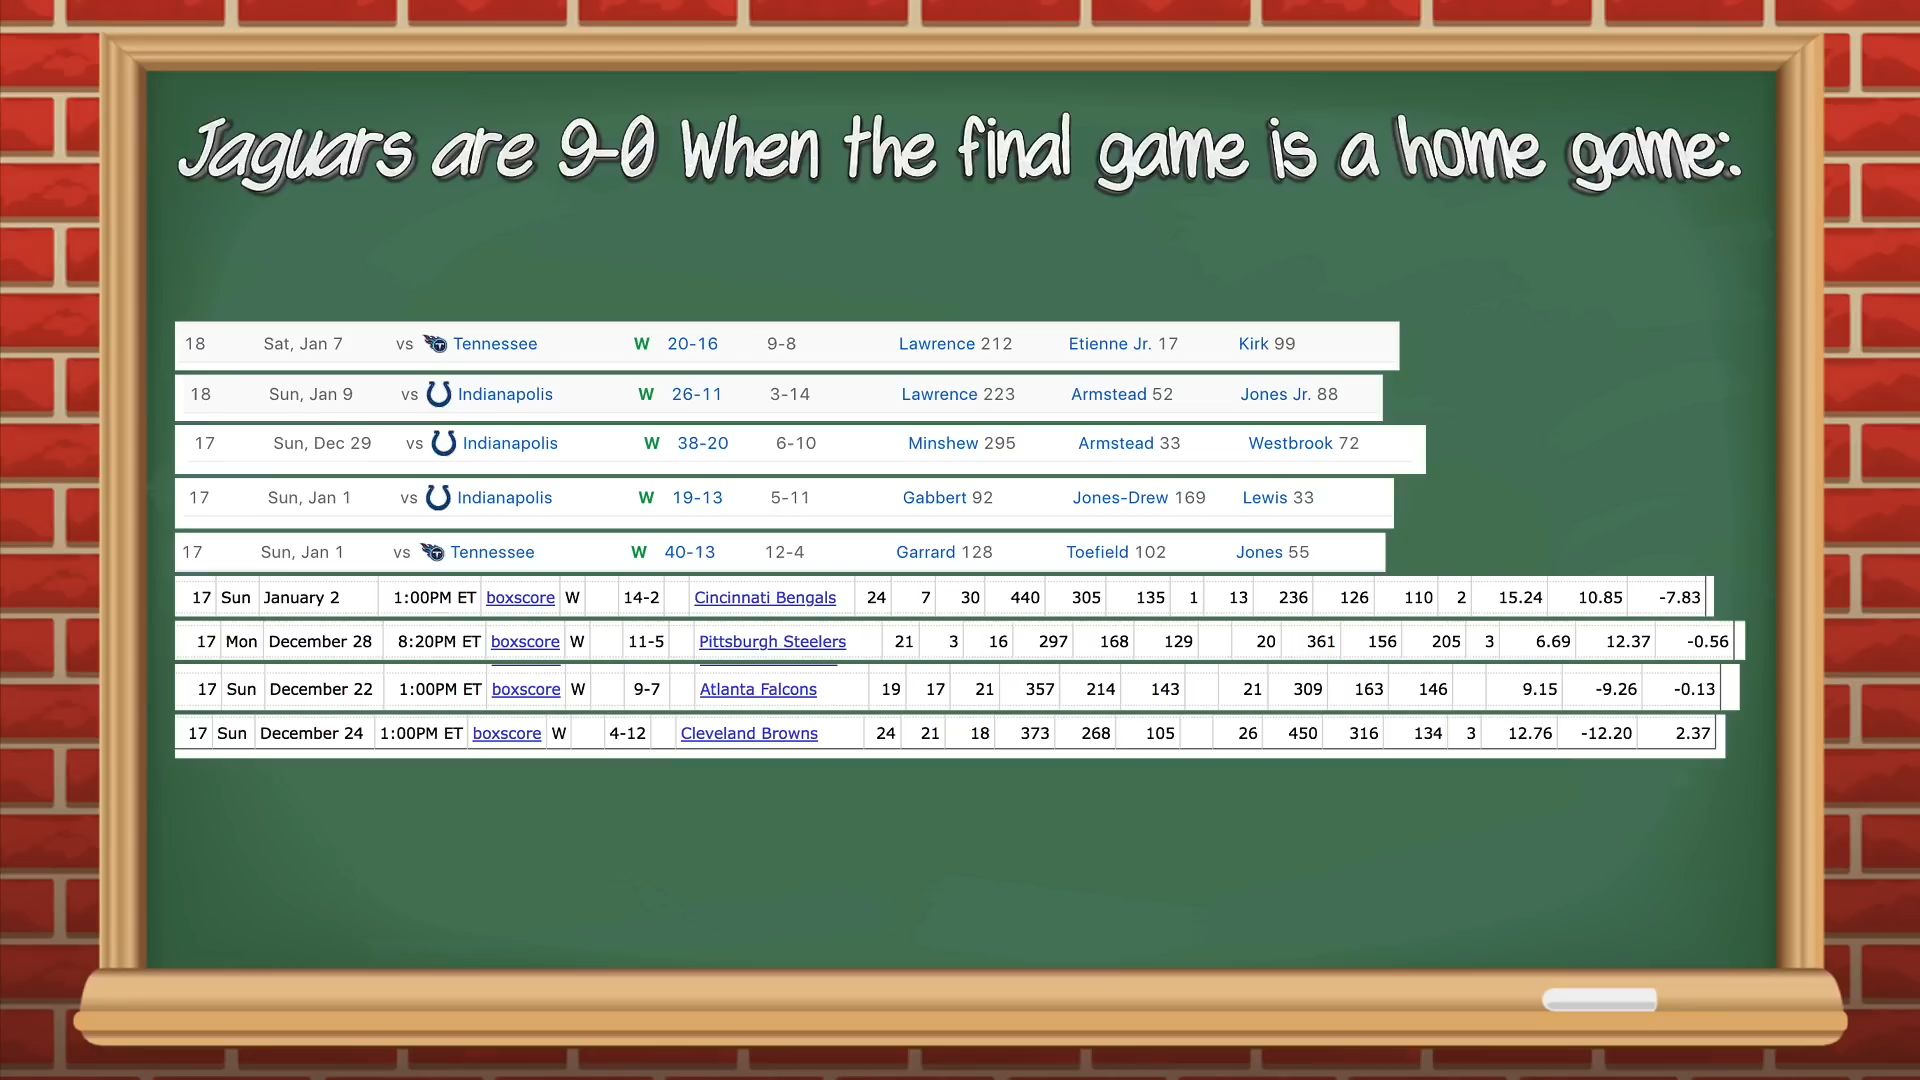 Jaguars are 9-0 When the final game is a home game:
18 Sat, Jan 7 vs Tennessee W 20-16 9-8 Lawrence 212 Etienne Jr. 17 Kirk 99
18 Sun, Jan 9 vs Indianapolis W 26-11 3-14 Lawrence 223 Armstead 52 Jones Jr. 88
17 Sun, Dec 29 vs Indianapolis W 38-20 6-10 Minshew 295 Armstead 33 Westbrook 72
17 Sun, Jan 1 vs Indianapolis W 19-13 5-11 Gabbert 92 Jones-Drew 169 Lewis 33
17 Sun, Jan 1 vs Tennessee W 40-13 12-4 Garrard 128 Toefield 102 Jones 55
17 Sun January 2 1:00PM ET boxscore W 14-2 Cincinnati Bengals 24 7 30 440 305 135 1 13 236 126 110 2 15.24 10.85 -7.83
17 Mon December 28 8:20PM ET boxscore W 11-5 Pittsburgh Steelers 21 3 16 297 168 129 20 361 156 205 3 6.69 12.37 -0.56
17 Sun December 22 1:00PM ET boxscore W 9-7 Atlanta Falcons 19 17 21 357 214 143 21 309 163 146 9.15 -9.26 -0.13
17 Sun December 24 1:00PM ET boxscore W 4-12 Cleveland Browns 24 21 18 373 268 105 26 450 316 134 3 12.76 -12.20 2.37